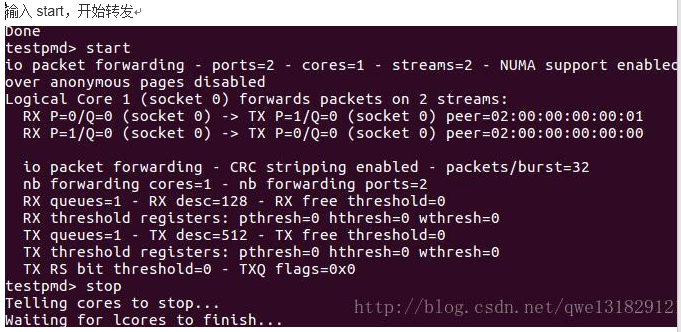 输入 start，开始转发
Done
testpmd> start
io packet forwarding - ports=2 - cores=1 - streams=2 - NUMA support enabled
over anonymous pages disabled
Logical Core 1 (socket 0) forwards packets on 2 streams:
  RX P=0/Q=0 (socket 0) -> TX P=1/Q=0 (socket 0) peer=02:00:00:00:00:01
  RX P=1/Q=0 (socket 0) -> TX P=0/Q=0 (socket 0) peer=02:00:00:00:00:00
  io packet forwarding - CRC stripping enabled - packets/burst=32
  nb forwarding cores=1 - nb forwarding ports=2
  RX queues=1 - RX desc=128 - RX free threshold=0
  RX threshold registers: pthresh=0 hthresh=0 wthresh=0
  TX queues=1 - TX desc=512 - TX free threshold=0
  TX threshold registers: pthresh=0 hthresh=0 wthresh=0
  TX RS bit threshold=0 - TXQ flags=0x0
testpmd> stop
Telling cores to stop...
Waiting for lcores to finish...
http://blog.csdn.net/qwe13182912